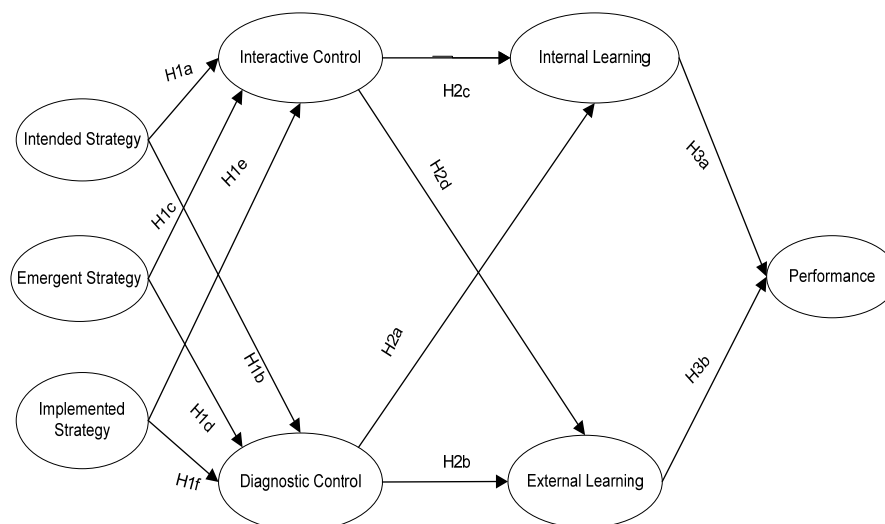 Interactive Control
Internal Learning
H1a
H2c
Intended Strategy
H1e
H2d
H3a
H1c
Emergent Strategy
Performance
H2a
H1b
H3b
Implemented
Strategy
H1d
H2b
H1f
Diagnostic Control
External Learning